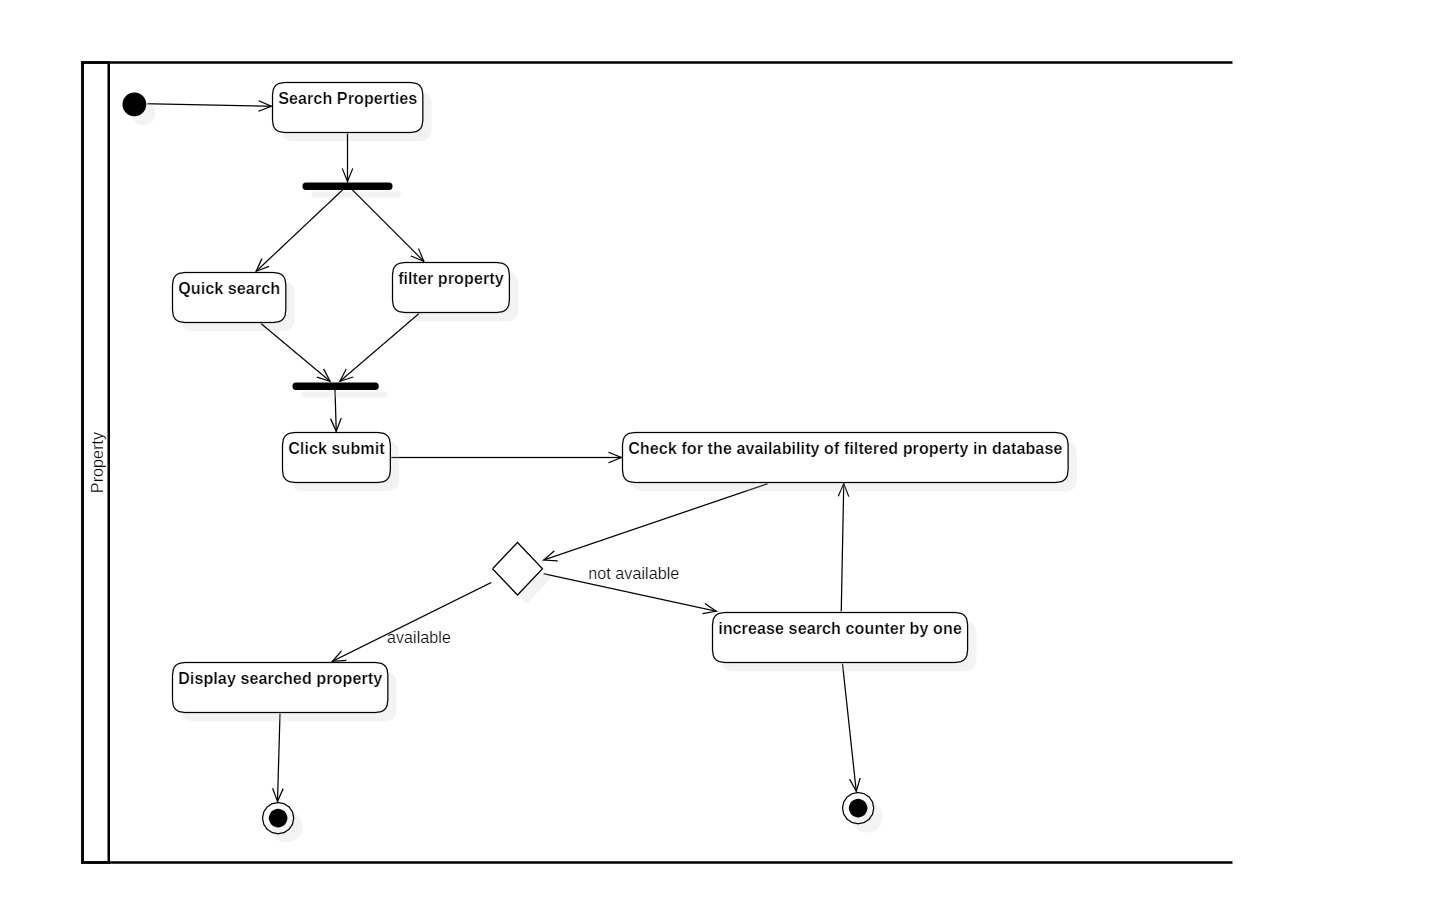 Property
Search Properties
Quick search
filter property
Click submit
Check for the availability of filtered property in database
not available
available
increase search counter by one
Display searched property